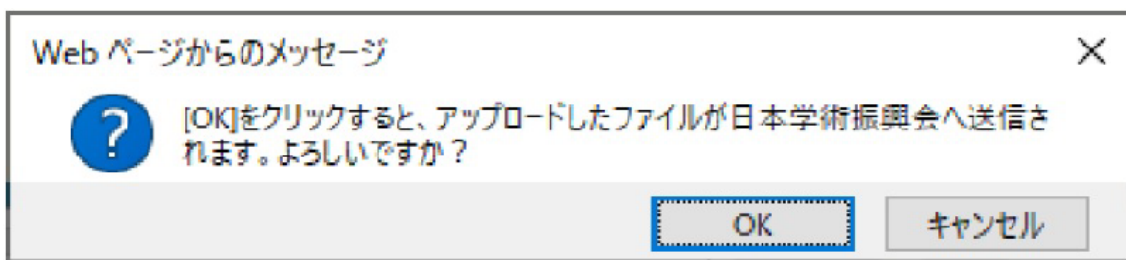 Web ページからのメッセージ
[OK]をクリックすると、アップロードしたファイルが日本学術振興会へ送信さ
れます。よろしいですか？
OK
キャンセル